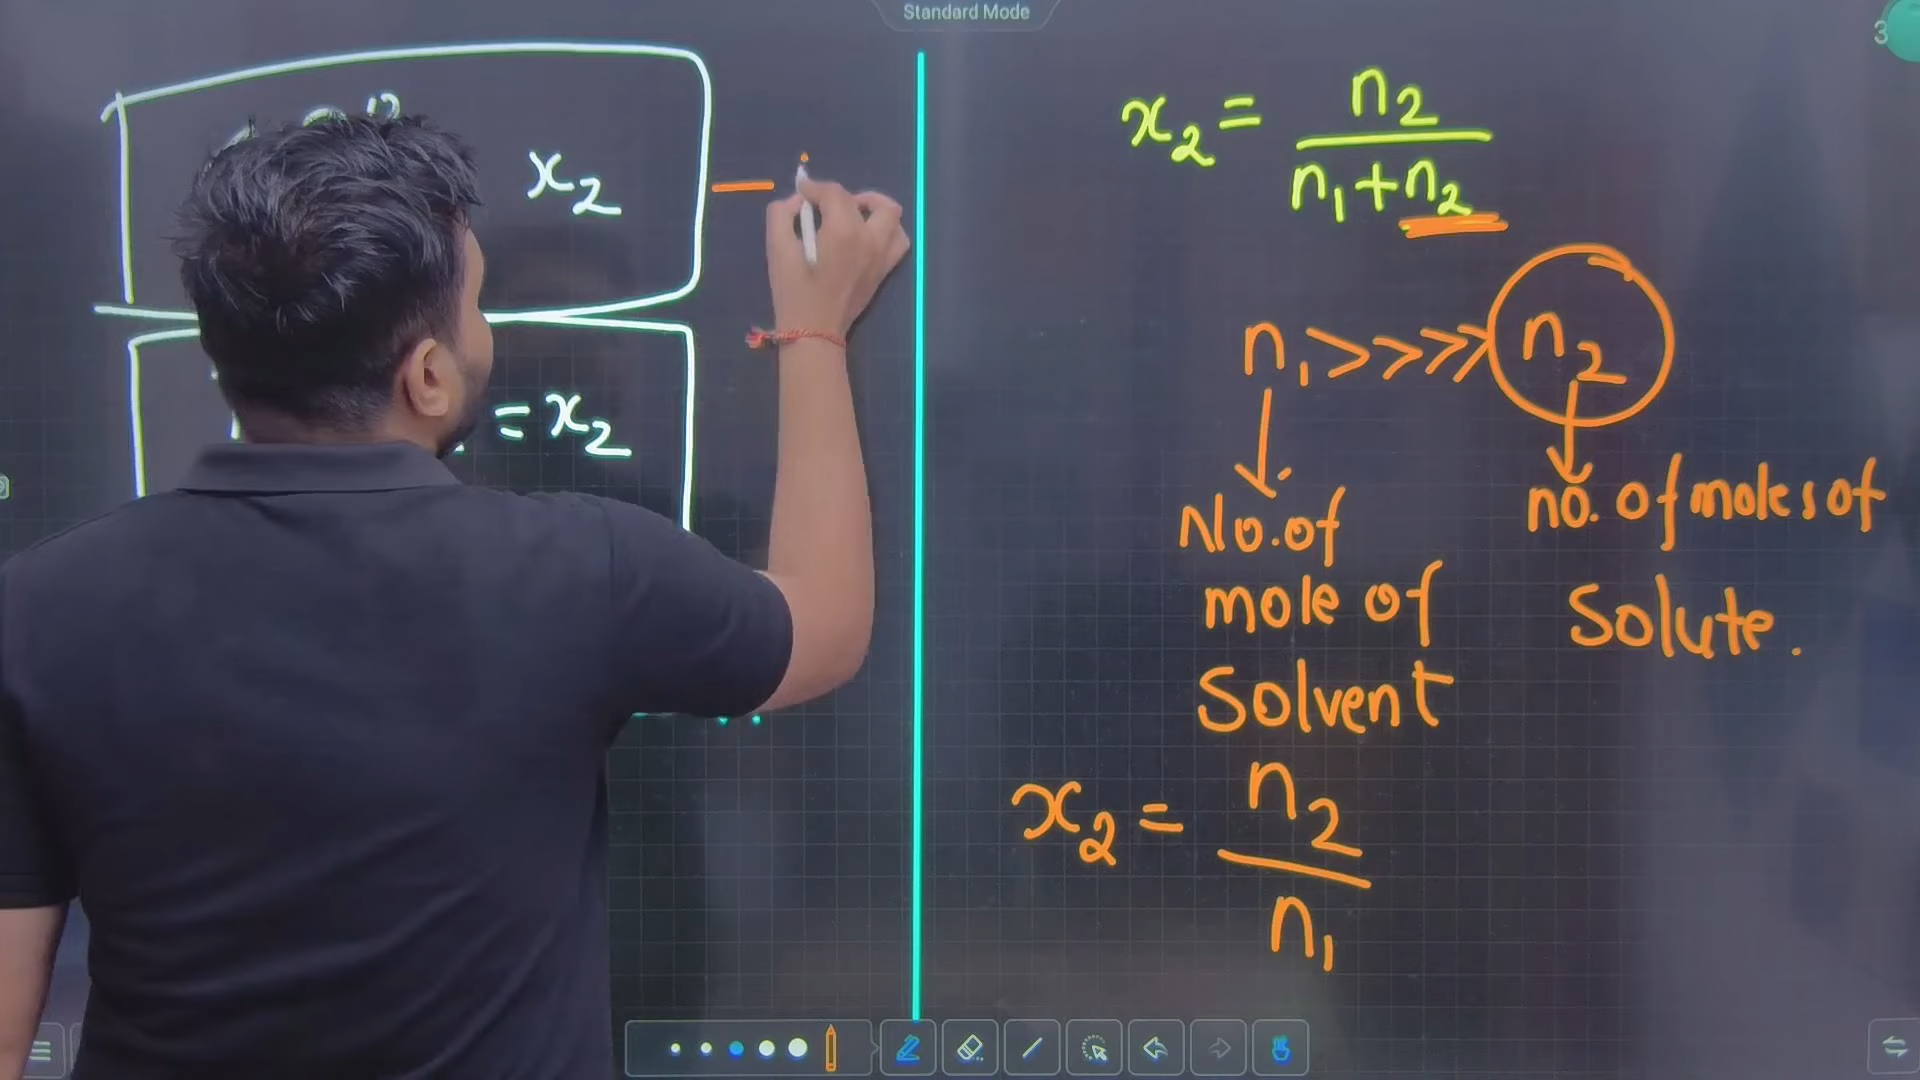 Standard Mode
3
x₂
= x₂
x₂ = n₂
n₁+n₂
n₁>>>> n₂
No. of
mole of
Solvent
no. of moles of
Solute.
x₂ = n₂
n₁